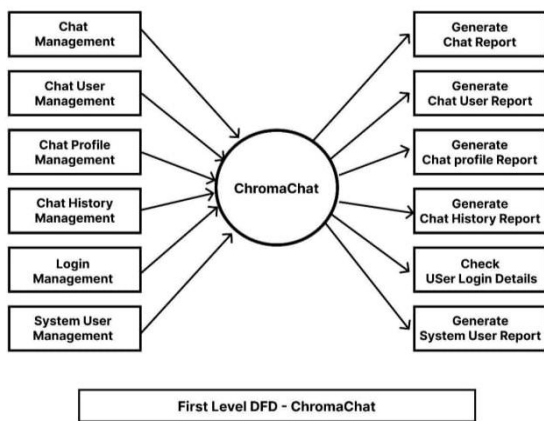 Chat
Management
Chat User
Management
Chat Profile
Management
Chat History
Management
Login
Management
System User
Management
ChromaChat
Generate
Chat Report
Generate
Chat User Report
Generate
Chat profile Report
Generate
Chat History Report
Check
USer Login Details
Generate
System User Report
First Level DFD - ChromaChat